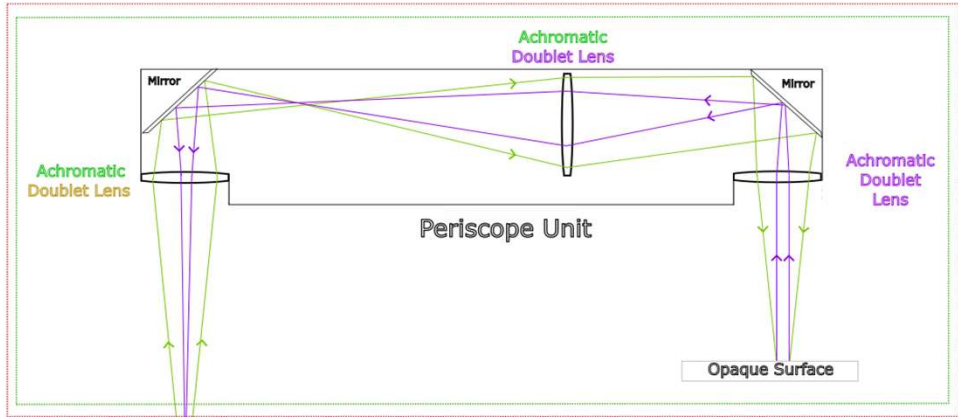 Achromatic
Doublet Lens
Mirror
Mirror
Achromatic
Doublet Lens
Achromatic
Doublet
Lens
Periscope Unit
Opaque Surface